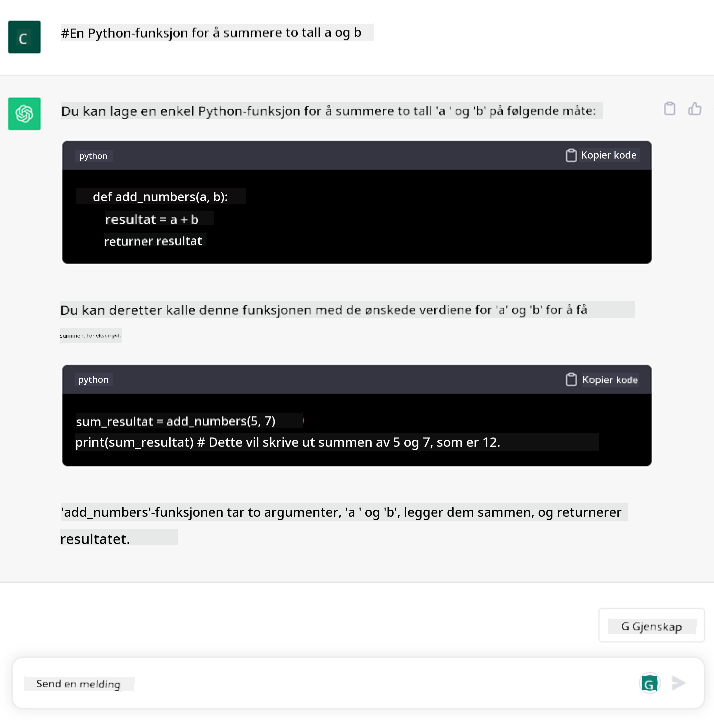 C
#En Python-funksjon for å summere to tall a og b
Du kan lage en enkel Python-funksjon for å summere to tall 'a ' og 'b' på følgende måte:
python
Kopier kode
def add_numbers(a, b):
resultat = a + b
returner resultat
Du kan deretter kalle denne funksjonen med de ønskede verdiene for 'a' og 'b' for å få
summen, for eksempel:
python
Kopier kode
sum_resultat = add_numbers(5, 7)
print(sum_resultat) # Dette vil skrive ut summen av 5 og 7, som er 12.
'add_numbers'-funksjonen tar to argumenter, 'a ' og 'b', legger dem sammen, og returnerer
resultatet.
G Gjenskap
Send en melding
G